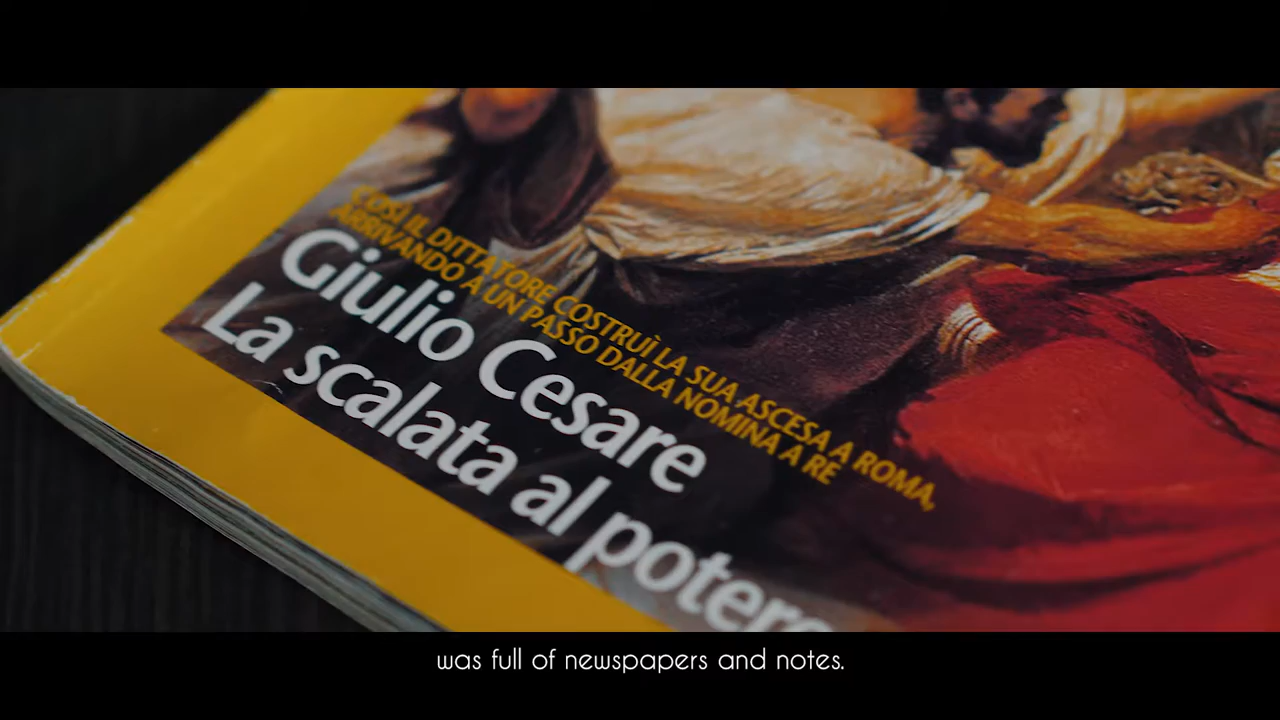 COSÌ IL DITTATORE COSTRUÌ LA SUA ASCESA A ROMA,
ARRIVANDO A UN PASSO DALLA NOMINA A RE
Giulio Cesare
La scalata al potere
was full of newspapers and notes.